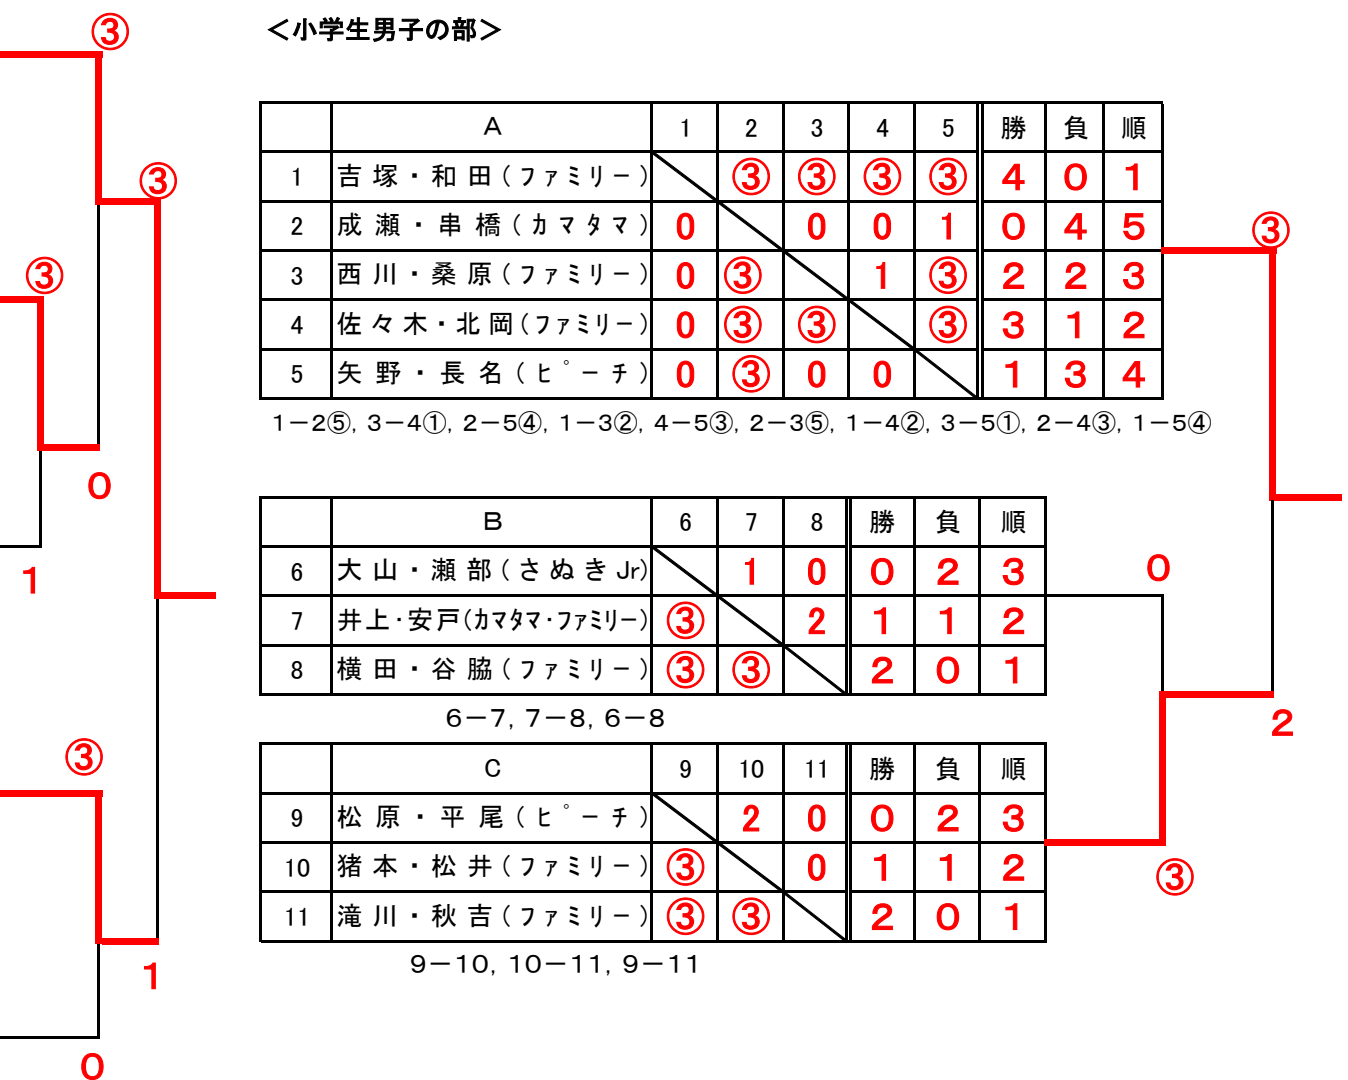 ＜小学生男子の部＞
③
③
③
0
1
③
1
0
A 1 2 3 4 5 勝 負 順
1 吉塚・和田(ファミリー) ③ ③ ③ ③ 4 0 1
2 成瀬・串橋(カマタマ) 0 0 0 1 0 4 5
3 西川・桑原(ファミリー) 0 ③ 1 ③ 2 2 3
4 佐々木・北岡(ファミリー) 0 ③ ③ ③ 3 1 2
5 矢野・長名(ピーチ) 0 ③ 0 0 1 3 4
1－2⑤, 3－4①, 2－5④, 1－3②, 4－5③, 2－3⑤, 1－4②, 3－5①, 2－4③, 1－5④
B 6 7 8 勝 負 順
6 大山・瀬部(さぬきJr) 1 0 0 2 3
7 井上・安戸(カマタマ・ファミリー) ③ 2 1 1 2
8 横田・谷脇(ファミリー) ③ ③ 2 0 1
6－7, 7－8, 6－8
C 9 10 11 勝 負 順
9 松原・平尾(ピーチ) 2 0 0 2 3
10 猪本・松井(ファミリー) ③ 0 1 1 2
11 滝川・秋吉(ファミリー) ③ ③ 2 0 1
9－10, 10－11, 9－11
③
0
2
③